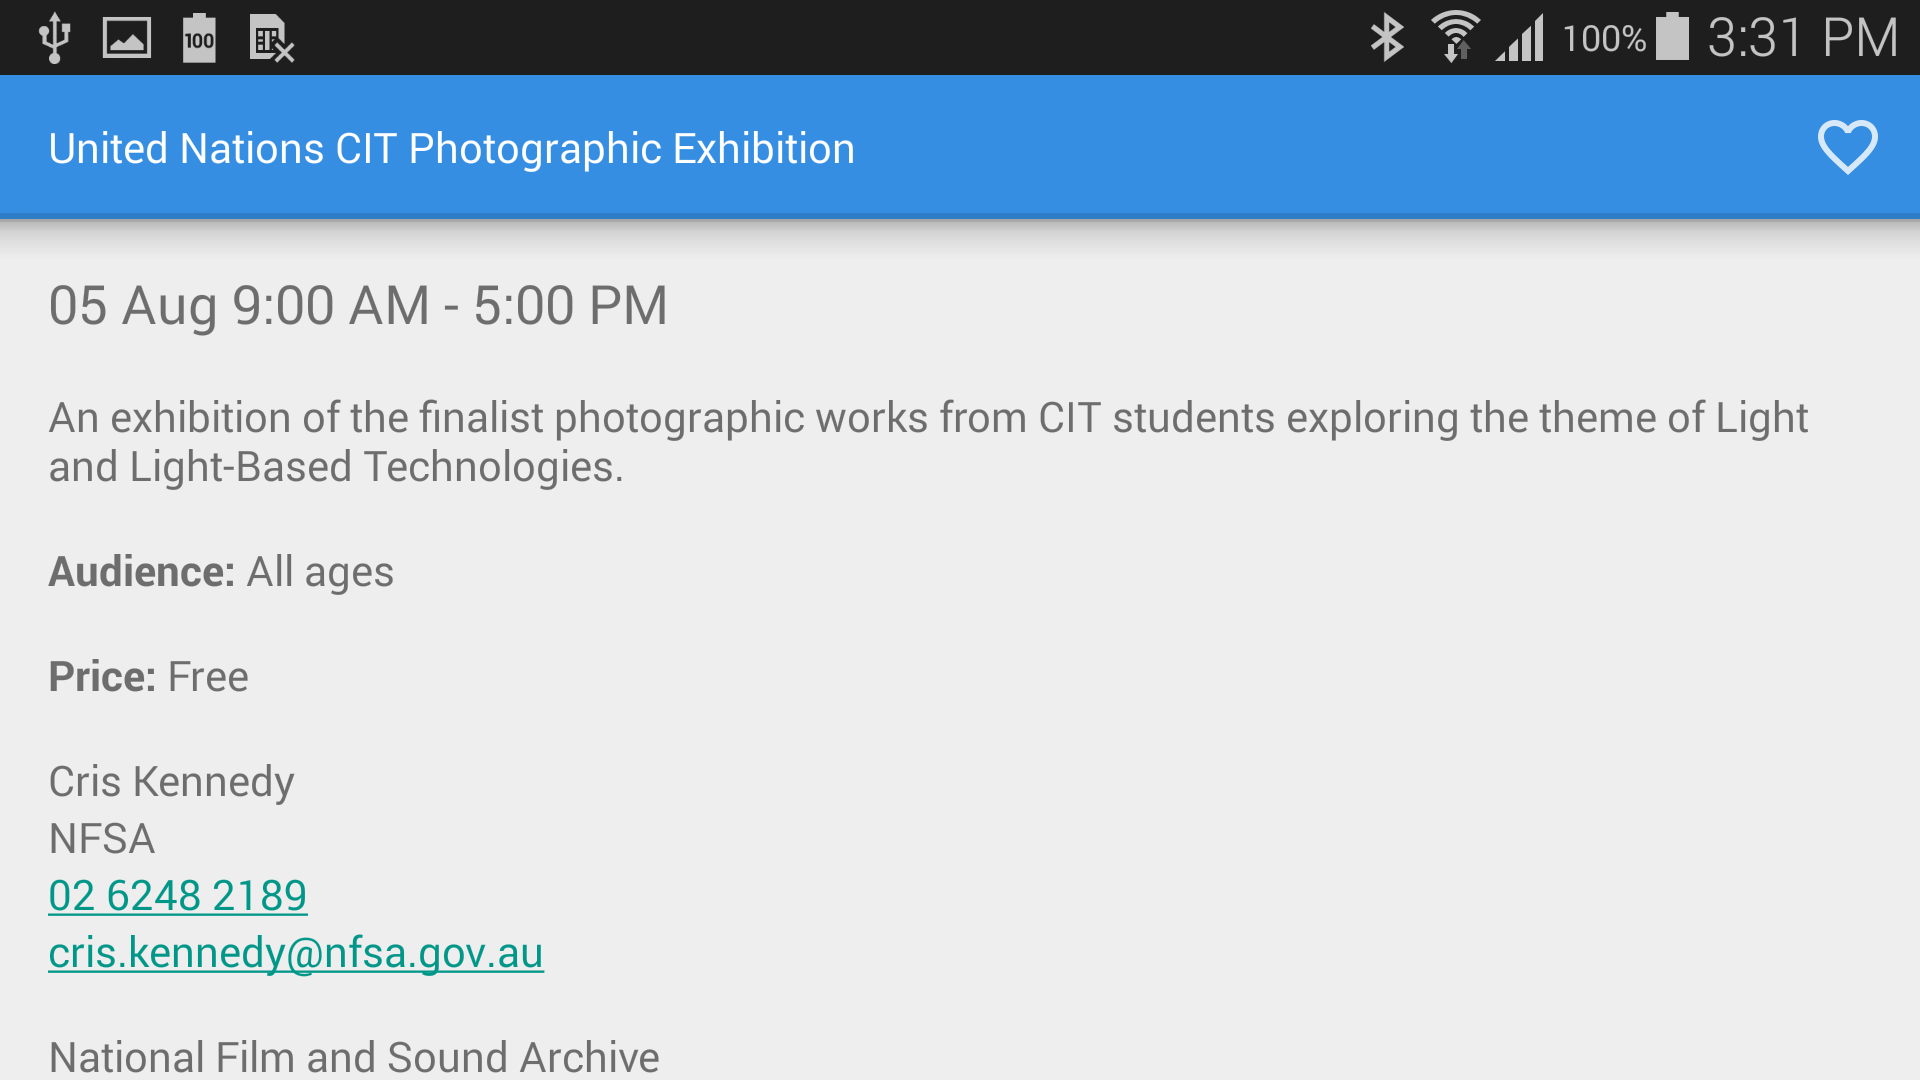 100 100% 3:31 PM
United Nations CIT Photographic Exhibition
05 Aug 9:00 AM - 5:00 PM
An exhibition of the finalist photographic works from CIT students exploring the theme of Light
and Light-Based Technologies.
Audience: All ages
Price: Free
Cris Kennedy
NFSA
02 6248 2189
cris.kennedy@nfsa.gov.au
National Film and Sound Archive